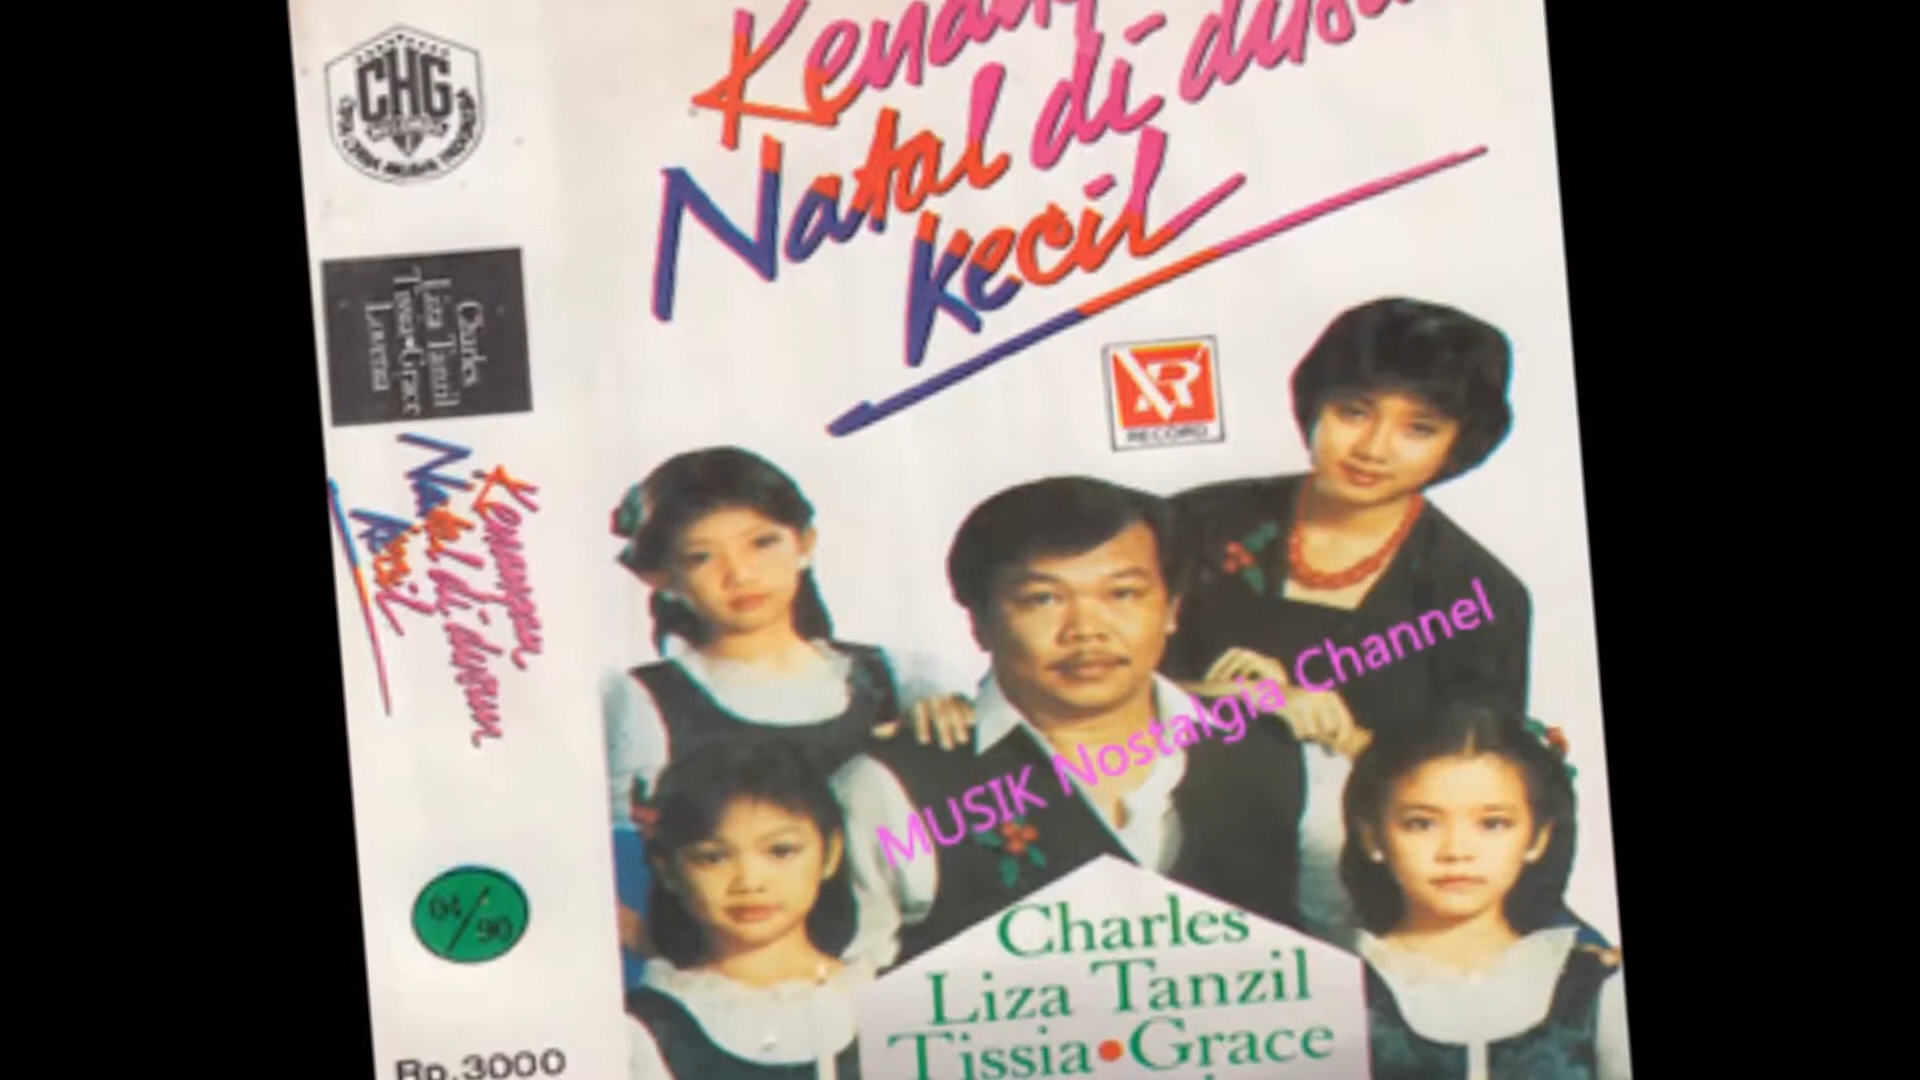 CHG
Charles
Liza Tanzil
Tissia•Grace
Lovenia
Kenangan
Natal di dusun
kecil
04/90
Rp.3000
Natal di
kecil
RECORD
MUSIK Nostalgia Channel
Charles
Liza Tanzil
Tissia•Grace